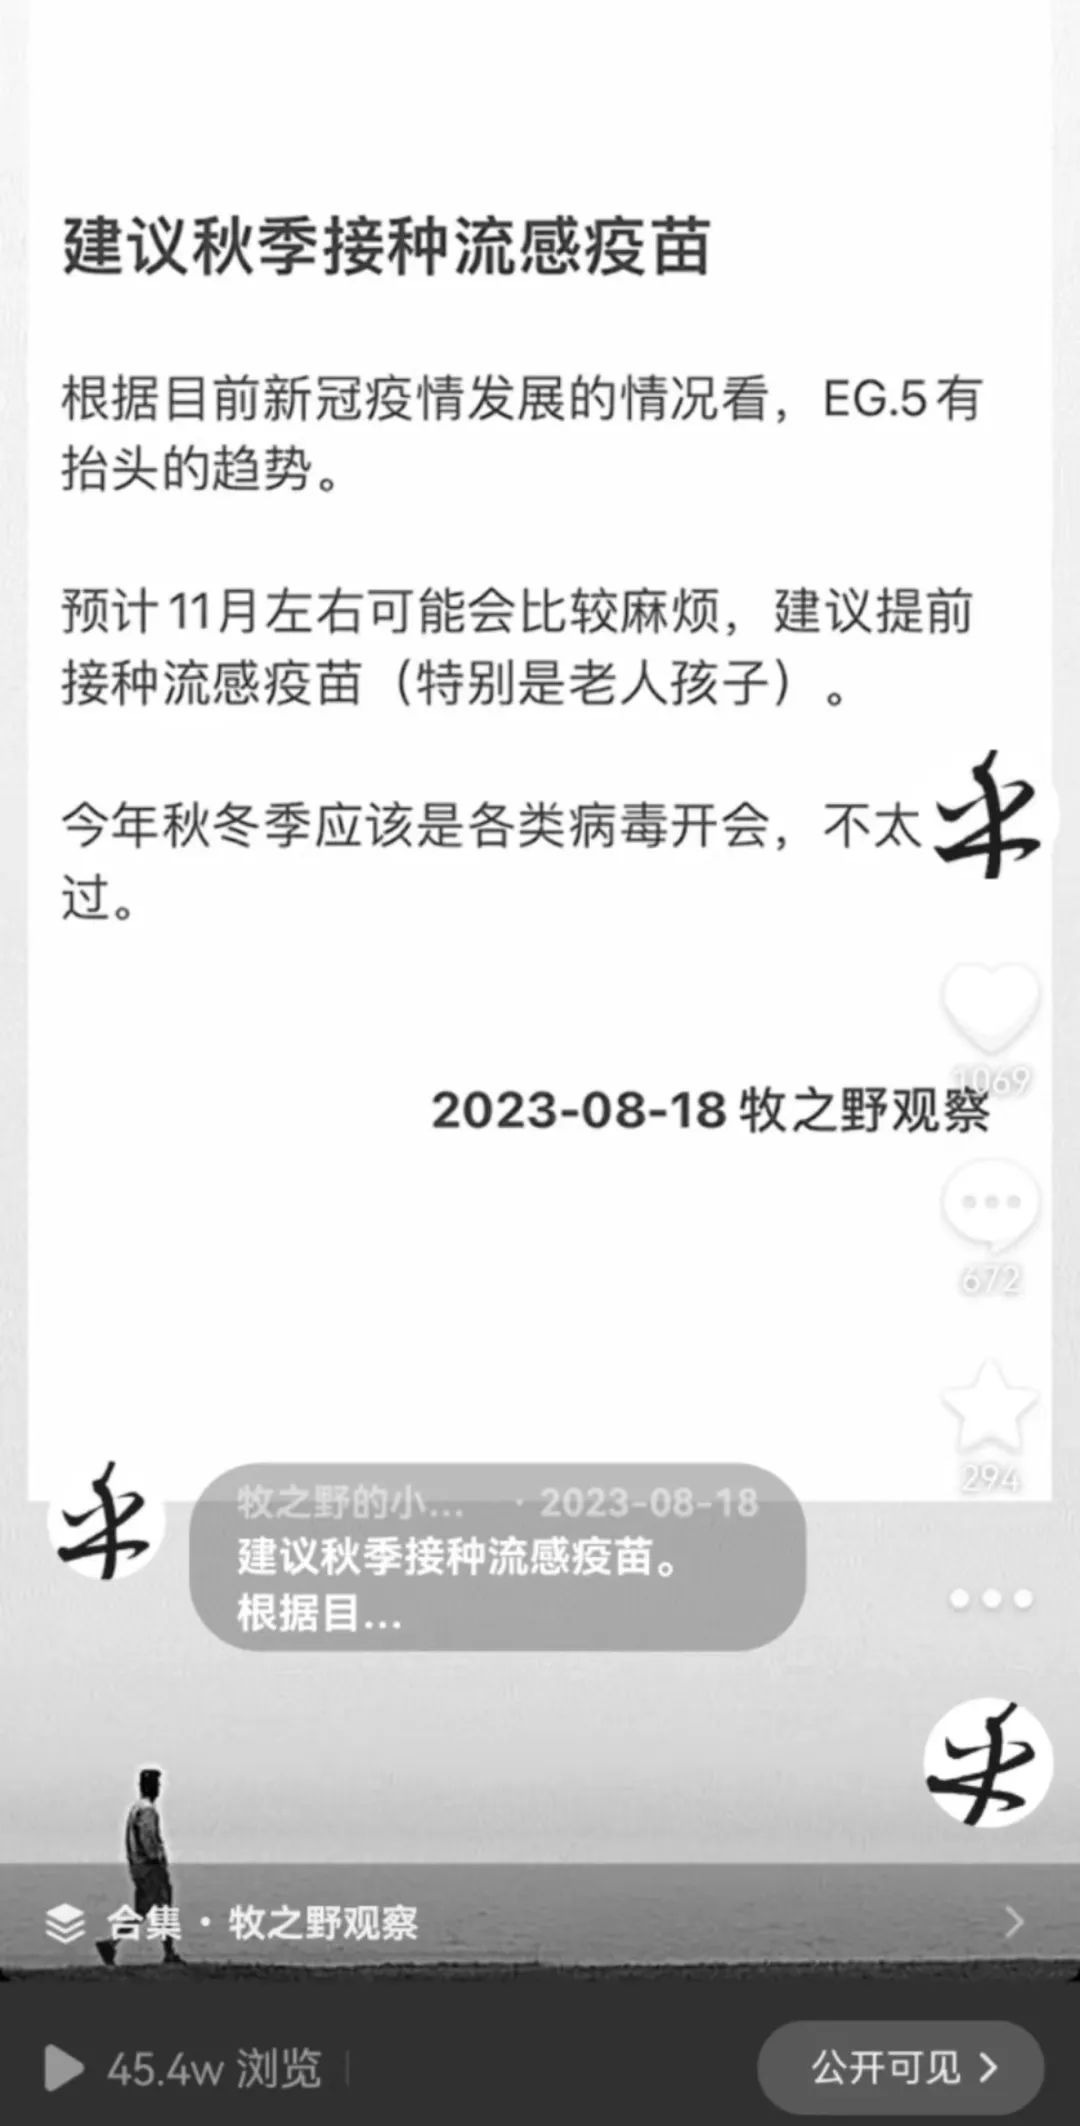 建议秋季接种流感疫苗
根据目前新冠疫情发展的情况看，EG.5有
抬头的趋势。
预计11月左右可能会比较麻烦，建议提前
接种流感疫苗（特别是老人孩子）。
今年秋冬季应该是各类病毒开会，不太
过。
1069
2023-08-18 牧之野观察
672
294
牧之野的小... · 2023-08-18
建议秋季接种流感疫苗。
根据目...
合集·牧之野观察
45.4w 浏览
公开可见